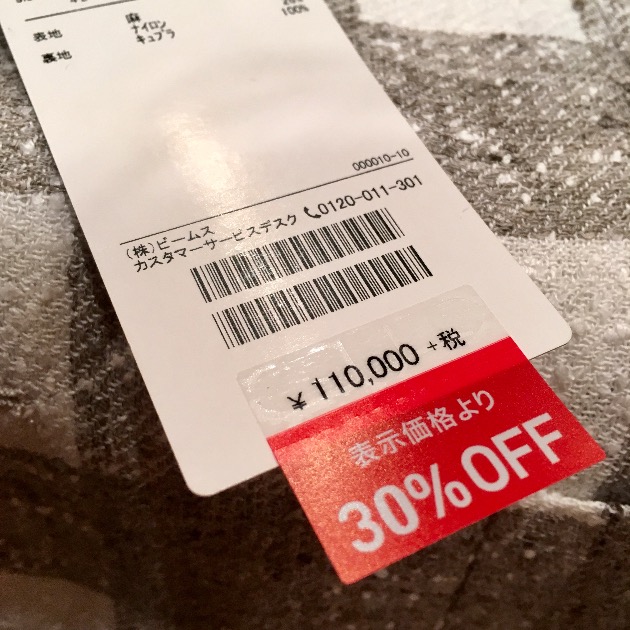 麻
表地 ナイロン 100%
裏地 キュプラ
000010-10
(株)ビームス
カスタマーサービスデスク 0120-011-301
¥110,000 +税
表示価格より
30%OFF